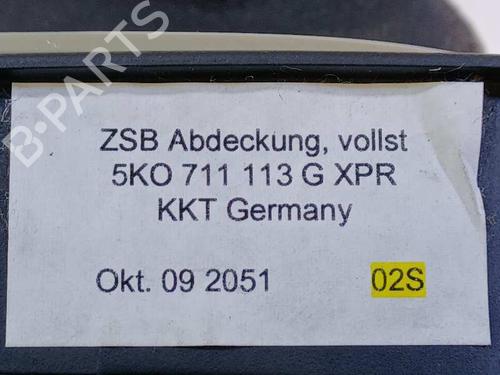 ZSB Abdeckung, vollst
5KO 711 113 G XPR
KKT Germany
Okt. 09 2051 02S
B-PARTS